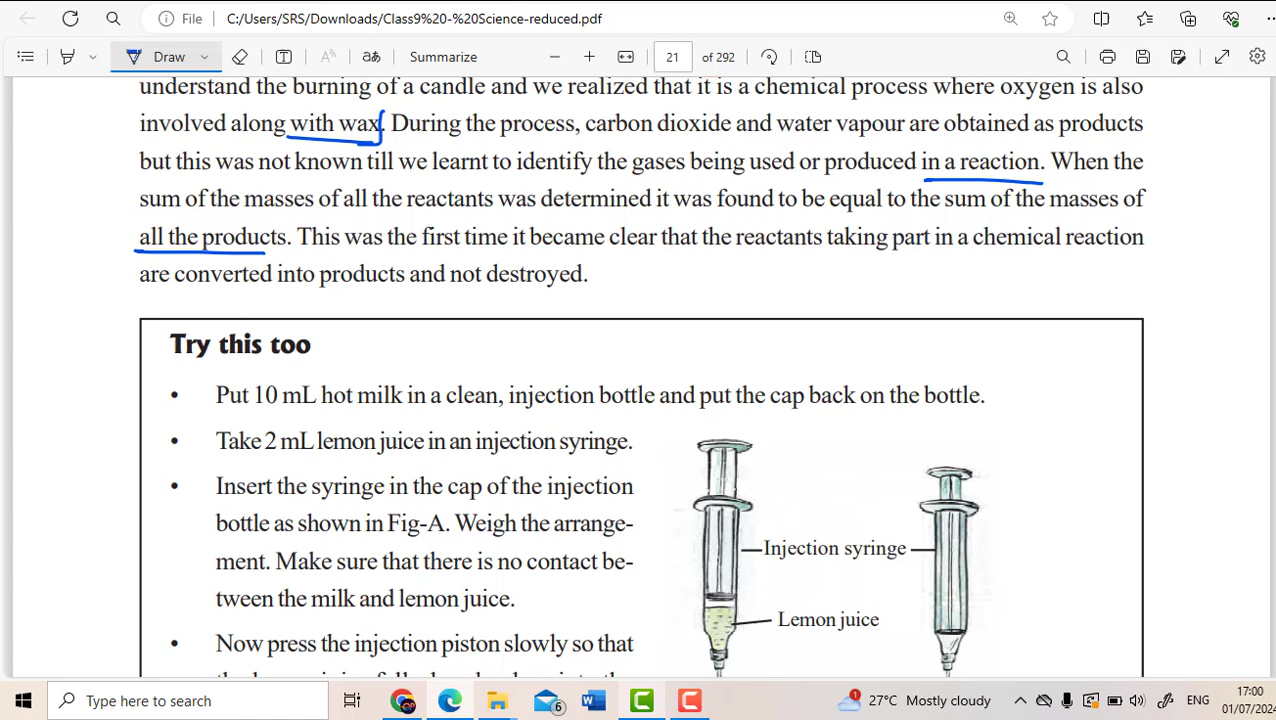 File
C:/Users/SRS/Downloads/Class9%20-%20Science-reduced.pdf
Draw
T
aあ
Summarize
21
of 292
understand the burning of a candle and we realized that it is a chemical process where oxygen is also
involved along with wax. During the process, carbon dioxide and water vapour are obtained as products
but this was not known till we learnt to identify the gases being used or produced in a reaction. When the
sum of the masses of all the reactants was determined it was found to be equal to the sum of the masses of
all the products. This was the first time it became clear that the reactants taking part in a chemical reaction
are converted into products and not destroyed.
Try this too
• Put 10 mL hot milk in a clean, injection bottle and put the cap back on the bottle.
• Take 2 mL lemon juice in an injection syringe.
• Insert the syringe in the cap of the injection
bottle as shown in Fig-A. Weigh the arrange-
ment. Make sure that there is no contact be-
tween the milk and lemon juice.
• Now press the injection piston slowly so that
Injection syringe
Lemon juice
Type here to search
6
W
C
C
1
27°C Mostly cloudy
ENG
17:00
01/07/2024